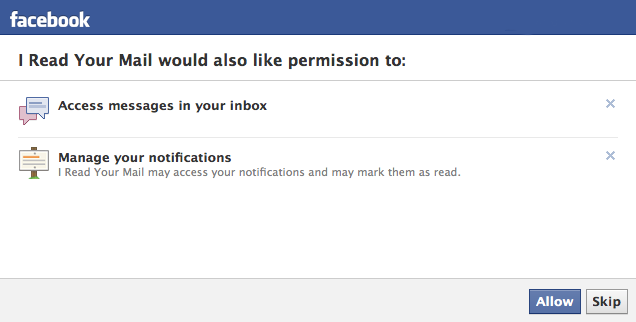 facebook
I Read Your Mail would also like permission to:
Access messages in your inbox
Manage your notifications
I Read Your Mail may access your notifications and may mark them as read.
Allow Skip